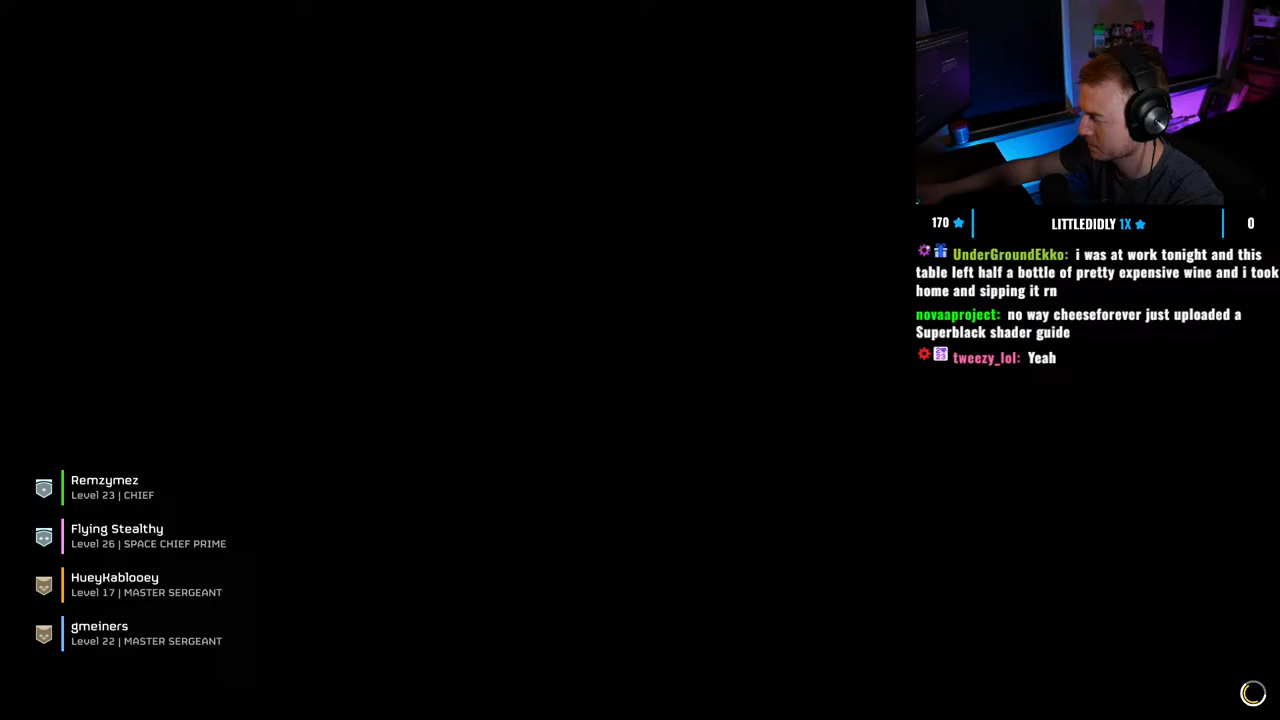 170
LITTLEDIDLY 1X
0
UnderGroundEkko: i was at work tonight and this
table left half a bottle of pretty expensive wine and i took
home and sipping it rn
novaaproject: no way cheeseforever just uploaded a
Superblack shader guide
tweezy_lol: Yeah
Remzymez
Level 23 | CHIEF
Flying Stealthy
Level 26 | SPACE CHIEF PRIME
HueyKablooey
Level 17 | MASTER SERGEANT
gmeiners
Level 22 | MASTER SERGEANT